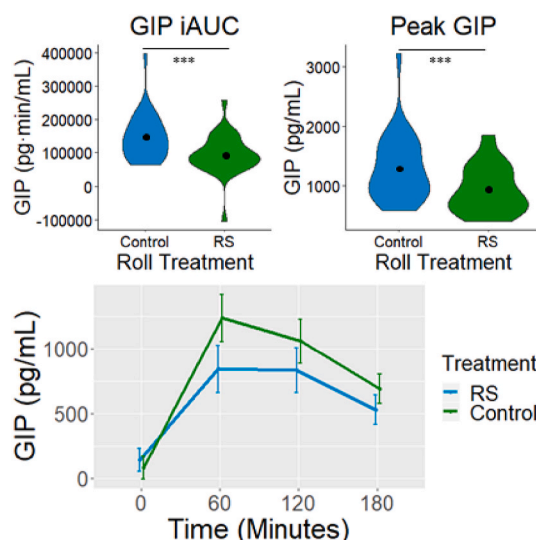 GIP iAUC
***
GIP (pg·min/mL)
400000
300000
200000
100000
0
-100000
Control RS
Roll Treatment
Peak GIP
***
GIP (pg/mL)
3000
2000
1000
Control RS
Roll Treatment
GIP (pg/mL)
1000
500
0
0 60 120 180
Time (Minutes)
Treatment
RS
Control